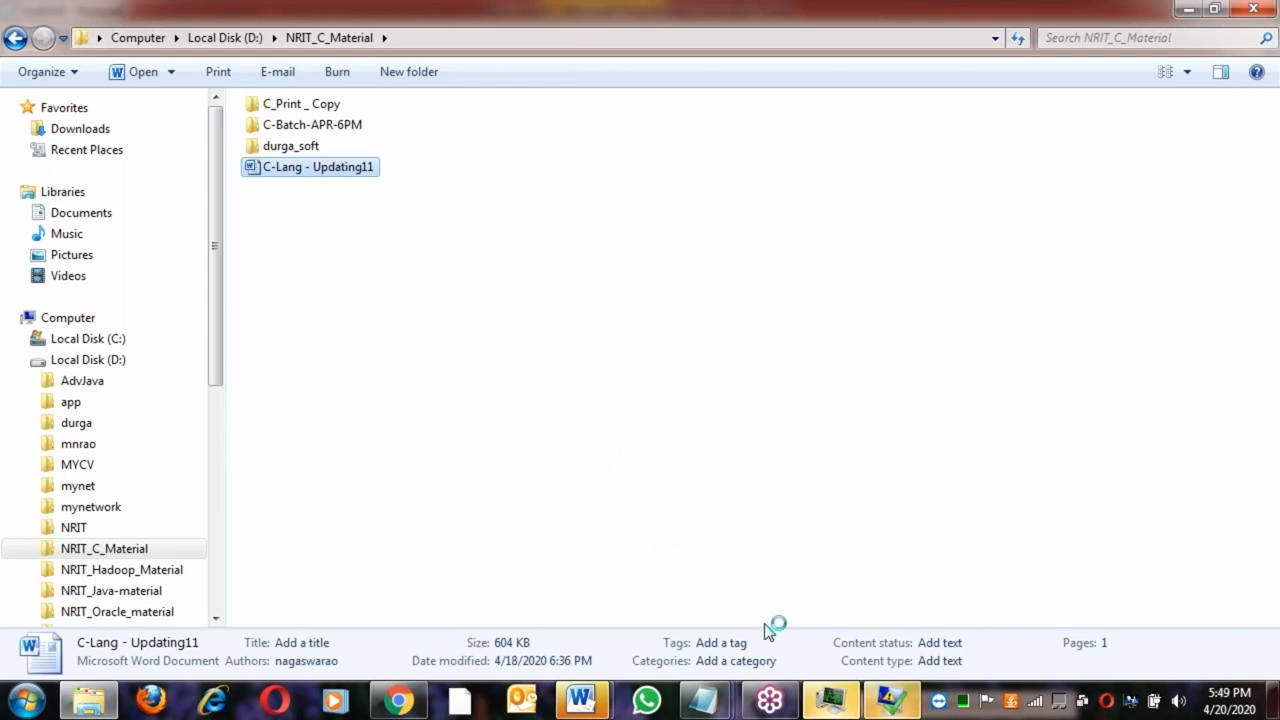 Computer Local Disk (D:) NRIT_C_Material
Search NRIT_C_Material
Organize Open Print E-mail Burn New folder
Favorites
Downloads
Recent Places
Libraries
Documents
Music
Pictures
Videos
Computer
Local Disk (C:)
Local Disk (D:)
AdvJava
app
durga
mnrao
MYCV
mynet
mynetwork
NRIT
NRIT_C_Material
NRIT_Hadoop_Material
NRIT_Java-material
NRIT_Oracle_material
C_Print _ Copy
C-Batch-APR-6PM
durga_soft
C-Lang - Updating11
C-Lang - Updating11 Title: Add a title Size: 604 KB Tags: Add a tag Content status: Add text Pages: 1
Microsoft Word Document Authors: nagaswarao Date modified: 4/18/2020 6:36 PM Categories: Add a category Content type: Add text
5:49 PM
4/20/2020